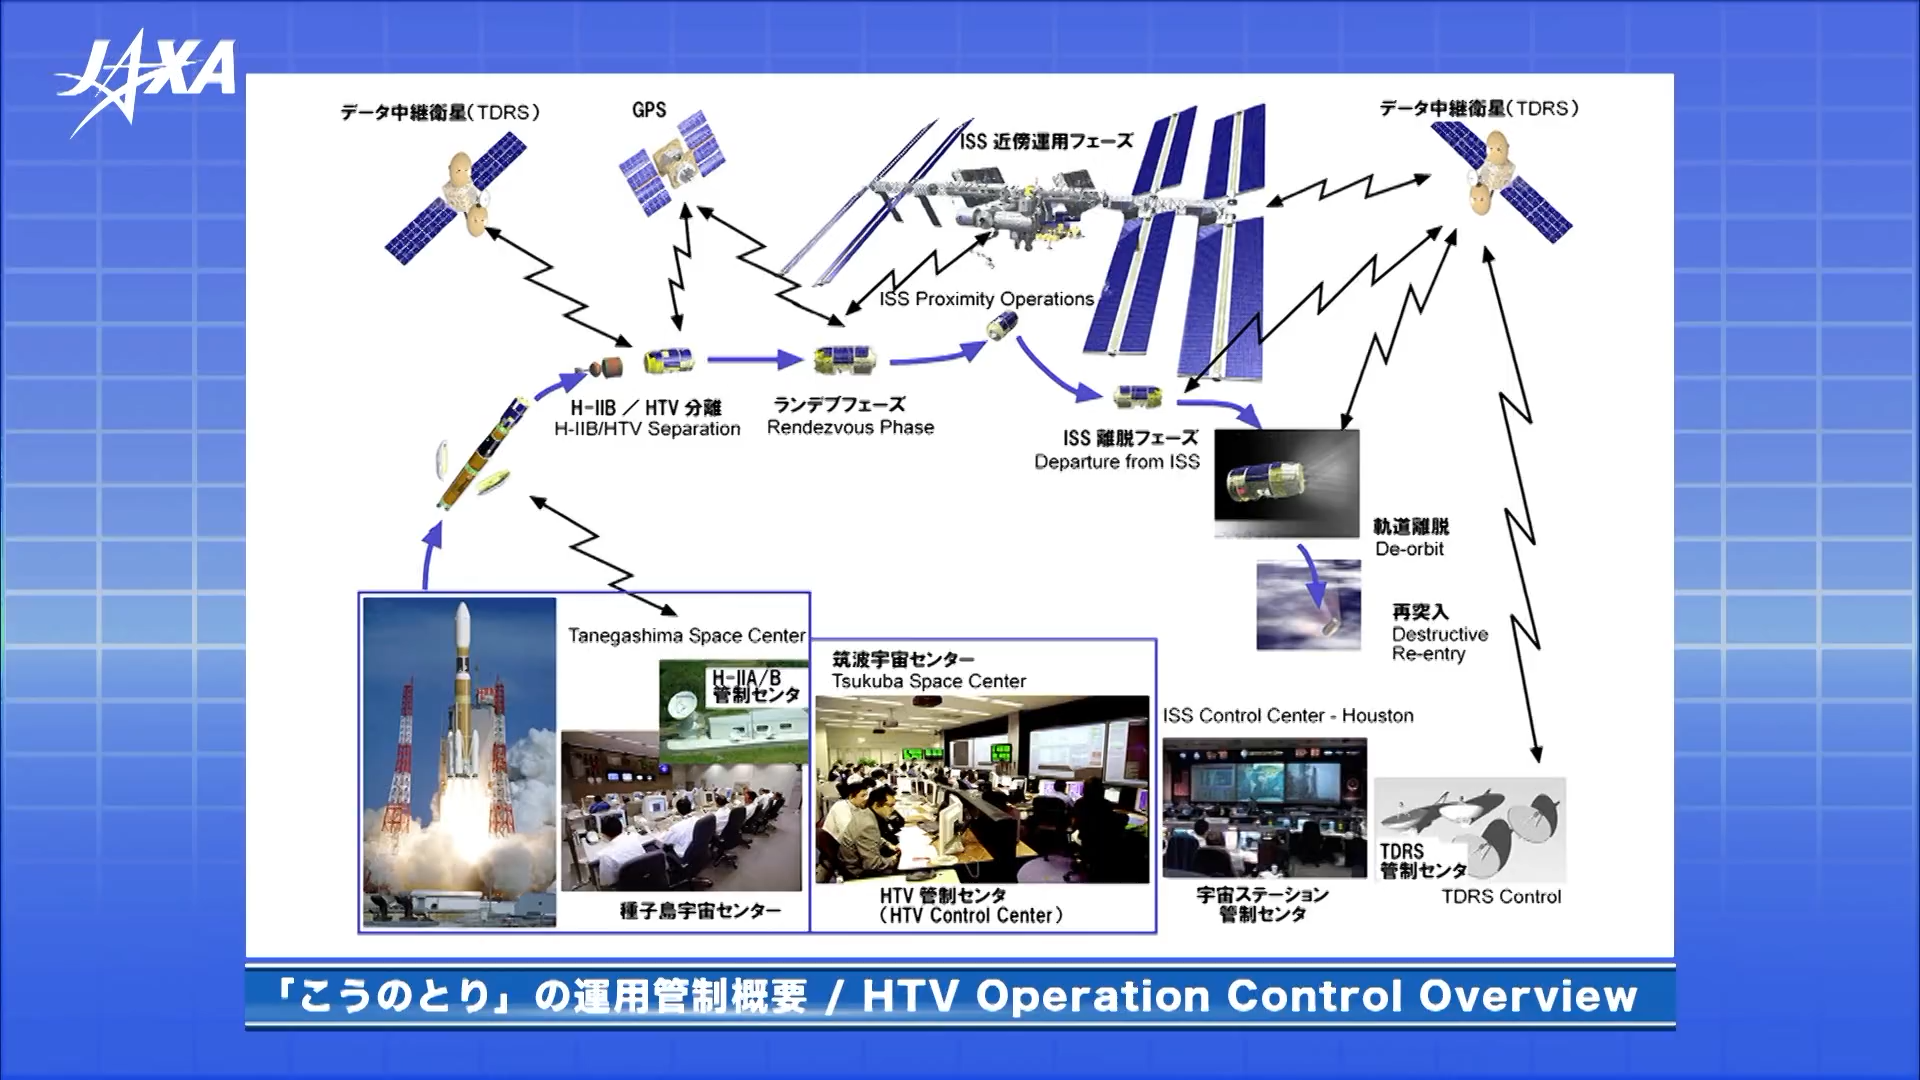 JAXA
データ中継衛星(TDRS)
GPS
ISS 近傍運用フェーズ
データ中継衛星(TDRS)
ISS Proximity Operations
H-IIB / HTV 分離
H-IIB/HTV Separation
ランデブフェーズ
Rendezvous Phase
ISS 離脱フェーズ
Departure from ISS
軌道離脱
De-orbit
再突入
Destructive
Re-entry
Tanegashima Space Center
H-IIA/B
管制センタ
種子島宇宙センター
筑波宇宙センター
Tsukuba Space Center
HTV 管制センタ
(HTV Control Center)
ISS Control Center - Houston
宇宙ステーション
管制センタ
TDRS
管制センタ
TDRS Control
「こうのとり」の運用管制概要 / HTV Operation Control Overview